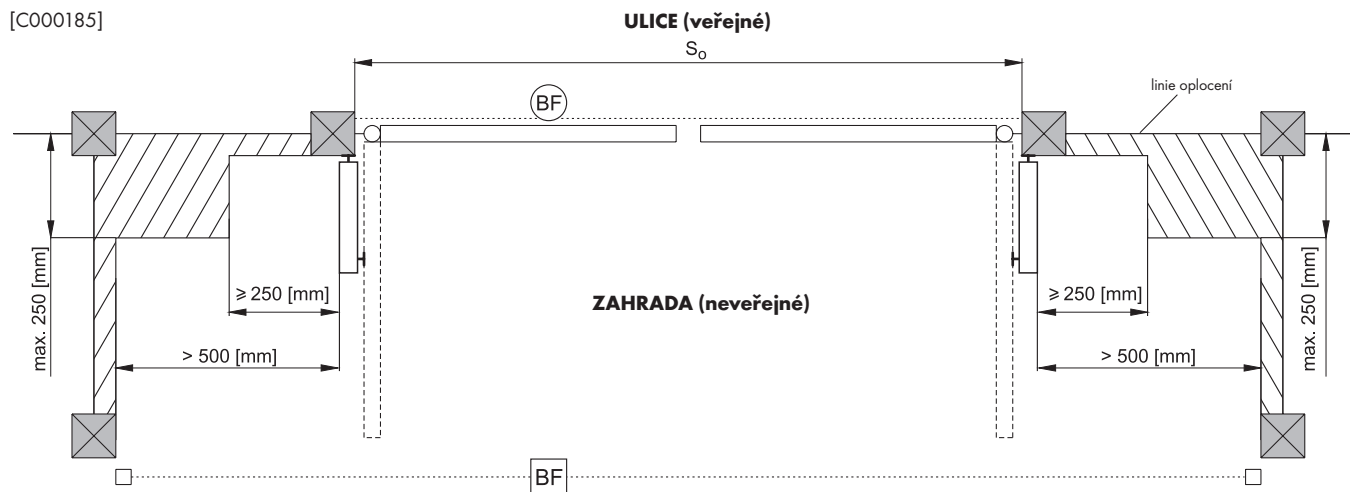 [C000185]
ULICE (veřejné)
So
BF
linie oplocení
max. 250 [mm]
⩾ 250 [mm]
> 500 [mm]
ZAHRADA (neveřejné)
⩾ 250 [mm]
> 500 [mm]
max. 250 [mm]
BF